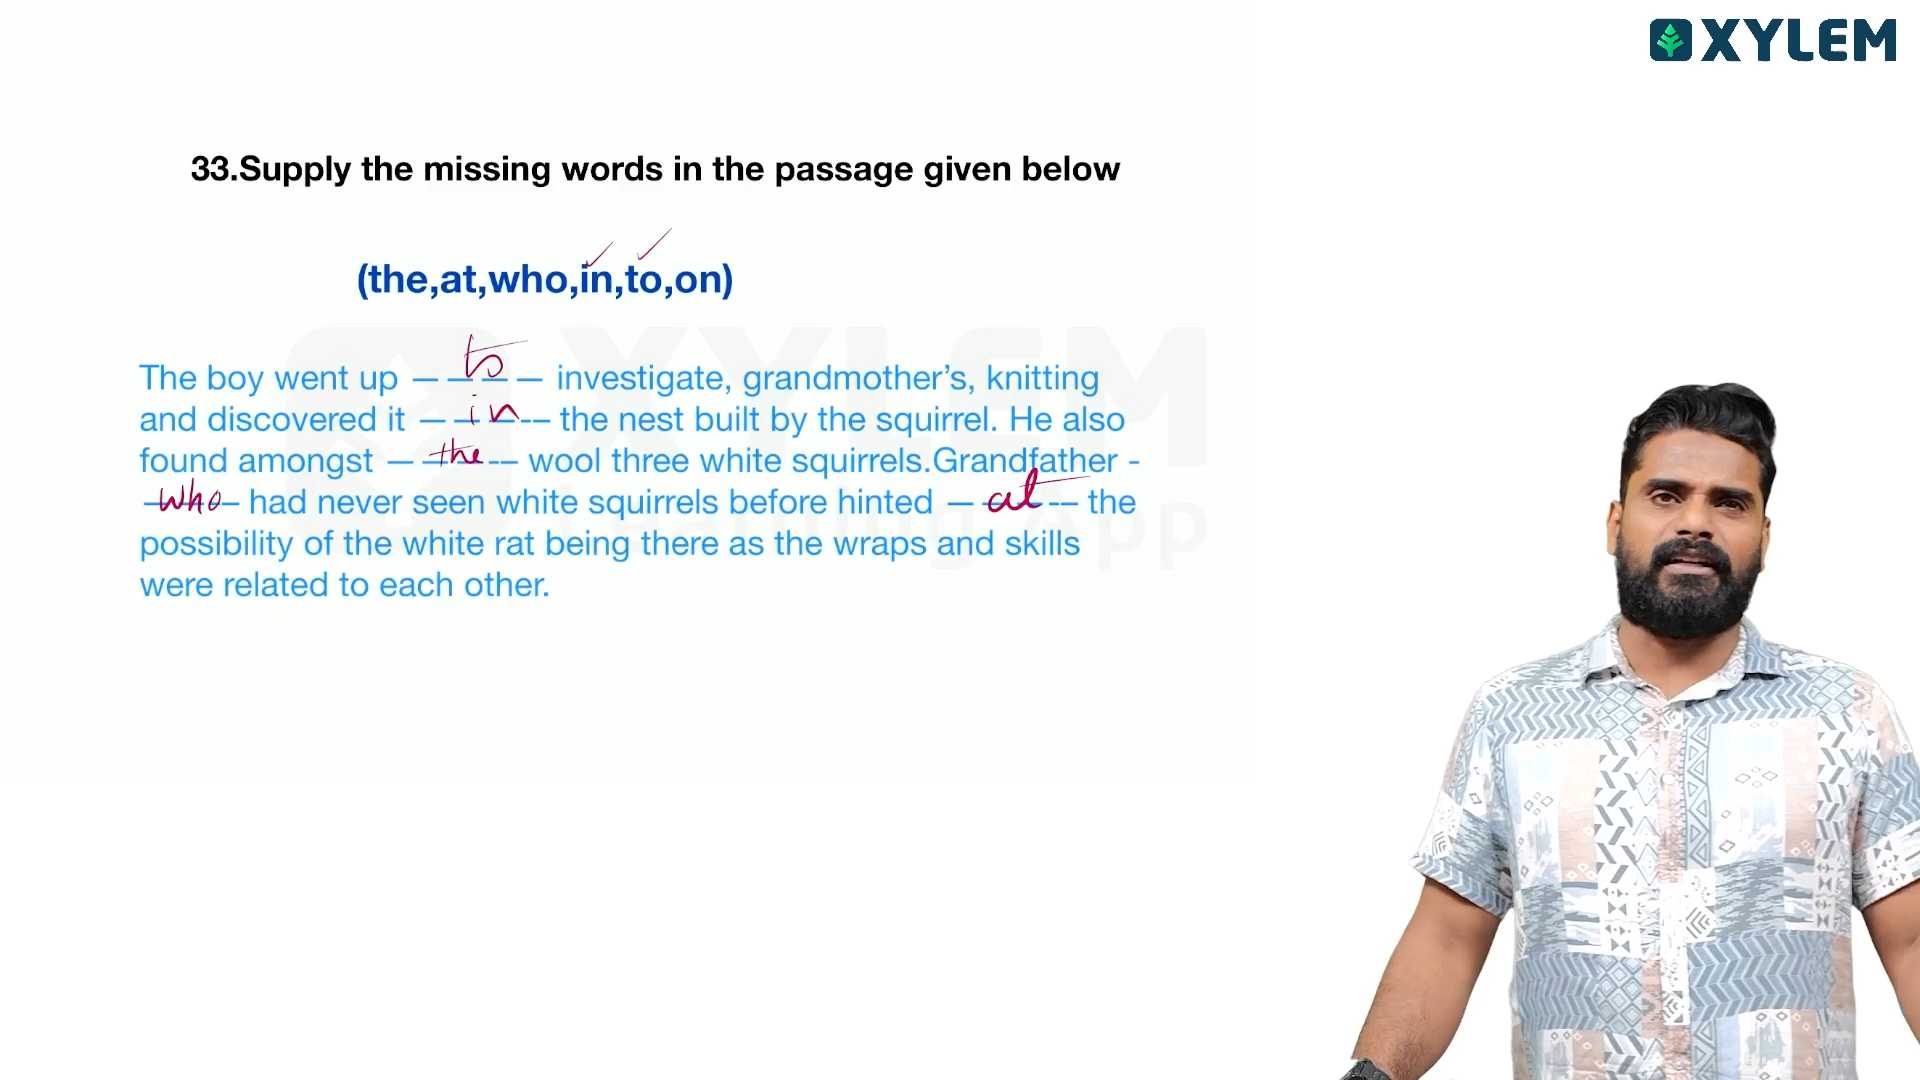 XYLEM
33.Supply the missing words in the passage given below
(the,at,who,in,to,on)
The boy went up — — — — to investigate, grandmother’s, knitting
and discovered it — — — -- in the nest built by the squirrel. He also
found amongst — — — -- the wool three white squirrels.Grandfather -
— — — who had never seen white squirrels before hinted — — — -- at the
possibility of the white rat being there as the wraps and skills
were related to each other.
XYLEM
Learning App